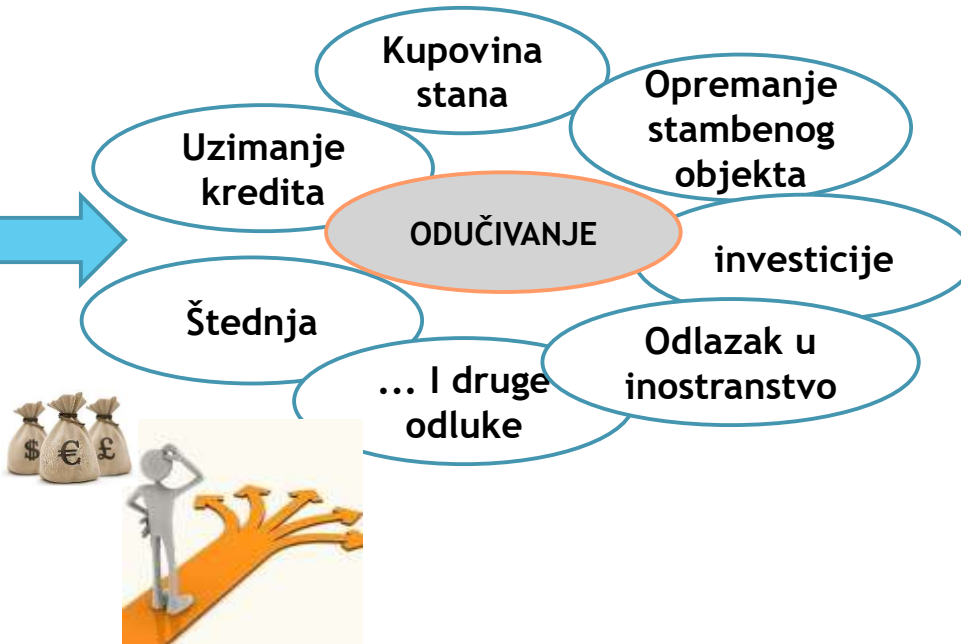 Kupovina
stana
Opremanje
stambenog
objekta
Uzimanje
kredita
ODUČIVANJE
investicije
Štednja
Odlazak u
inostranstvo
... I druge
odluke
$ € £